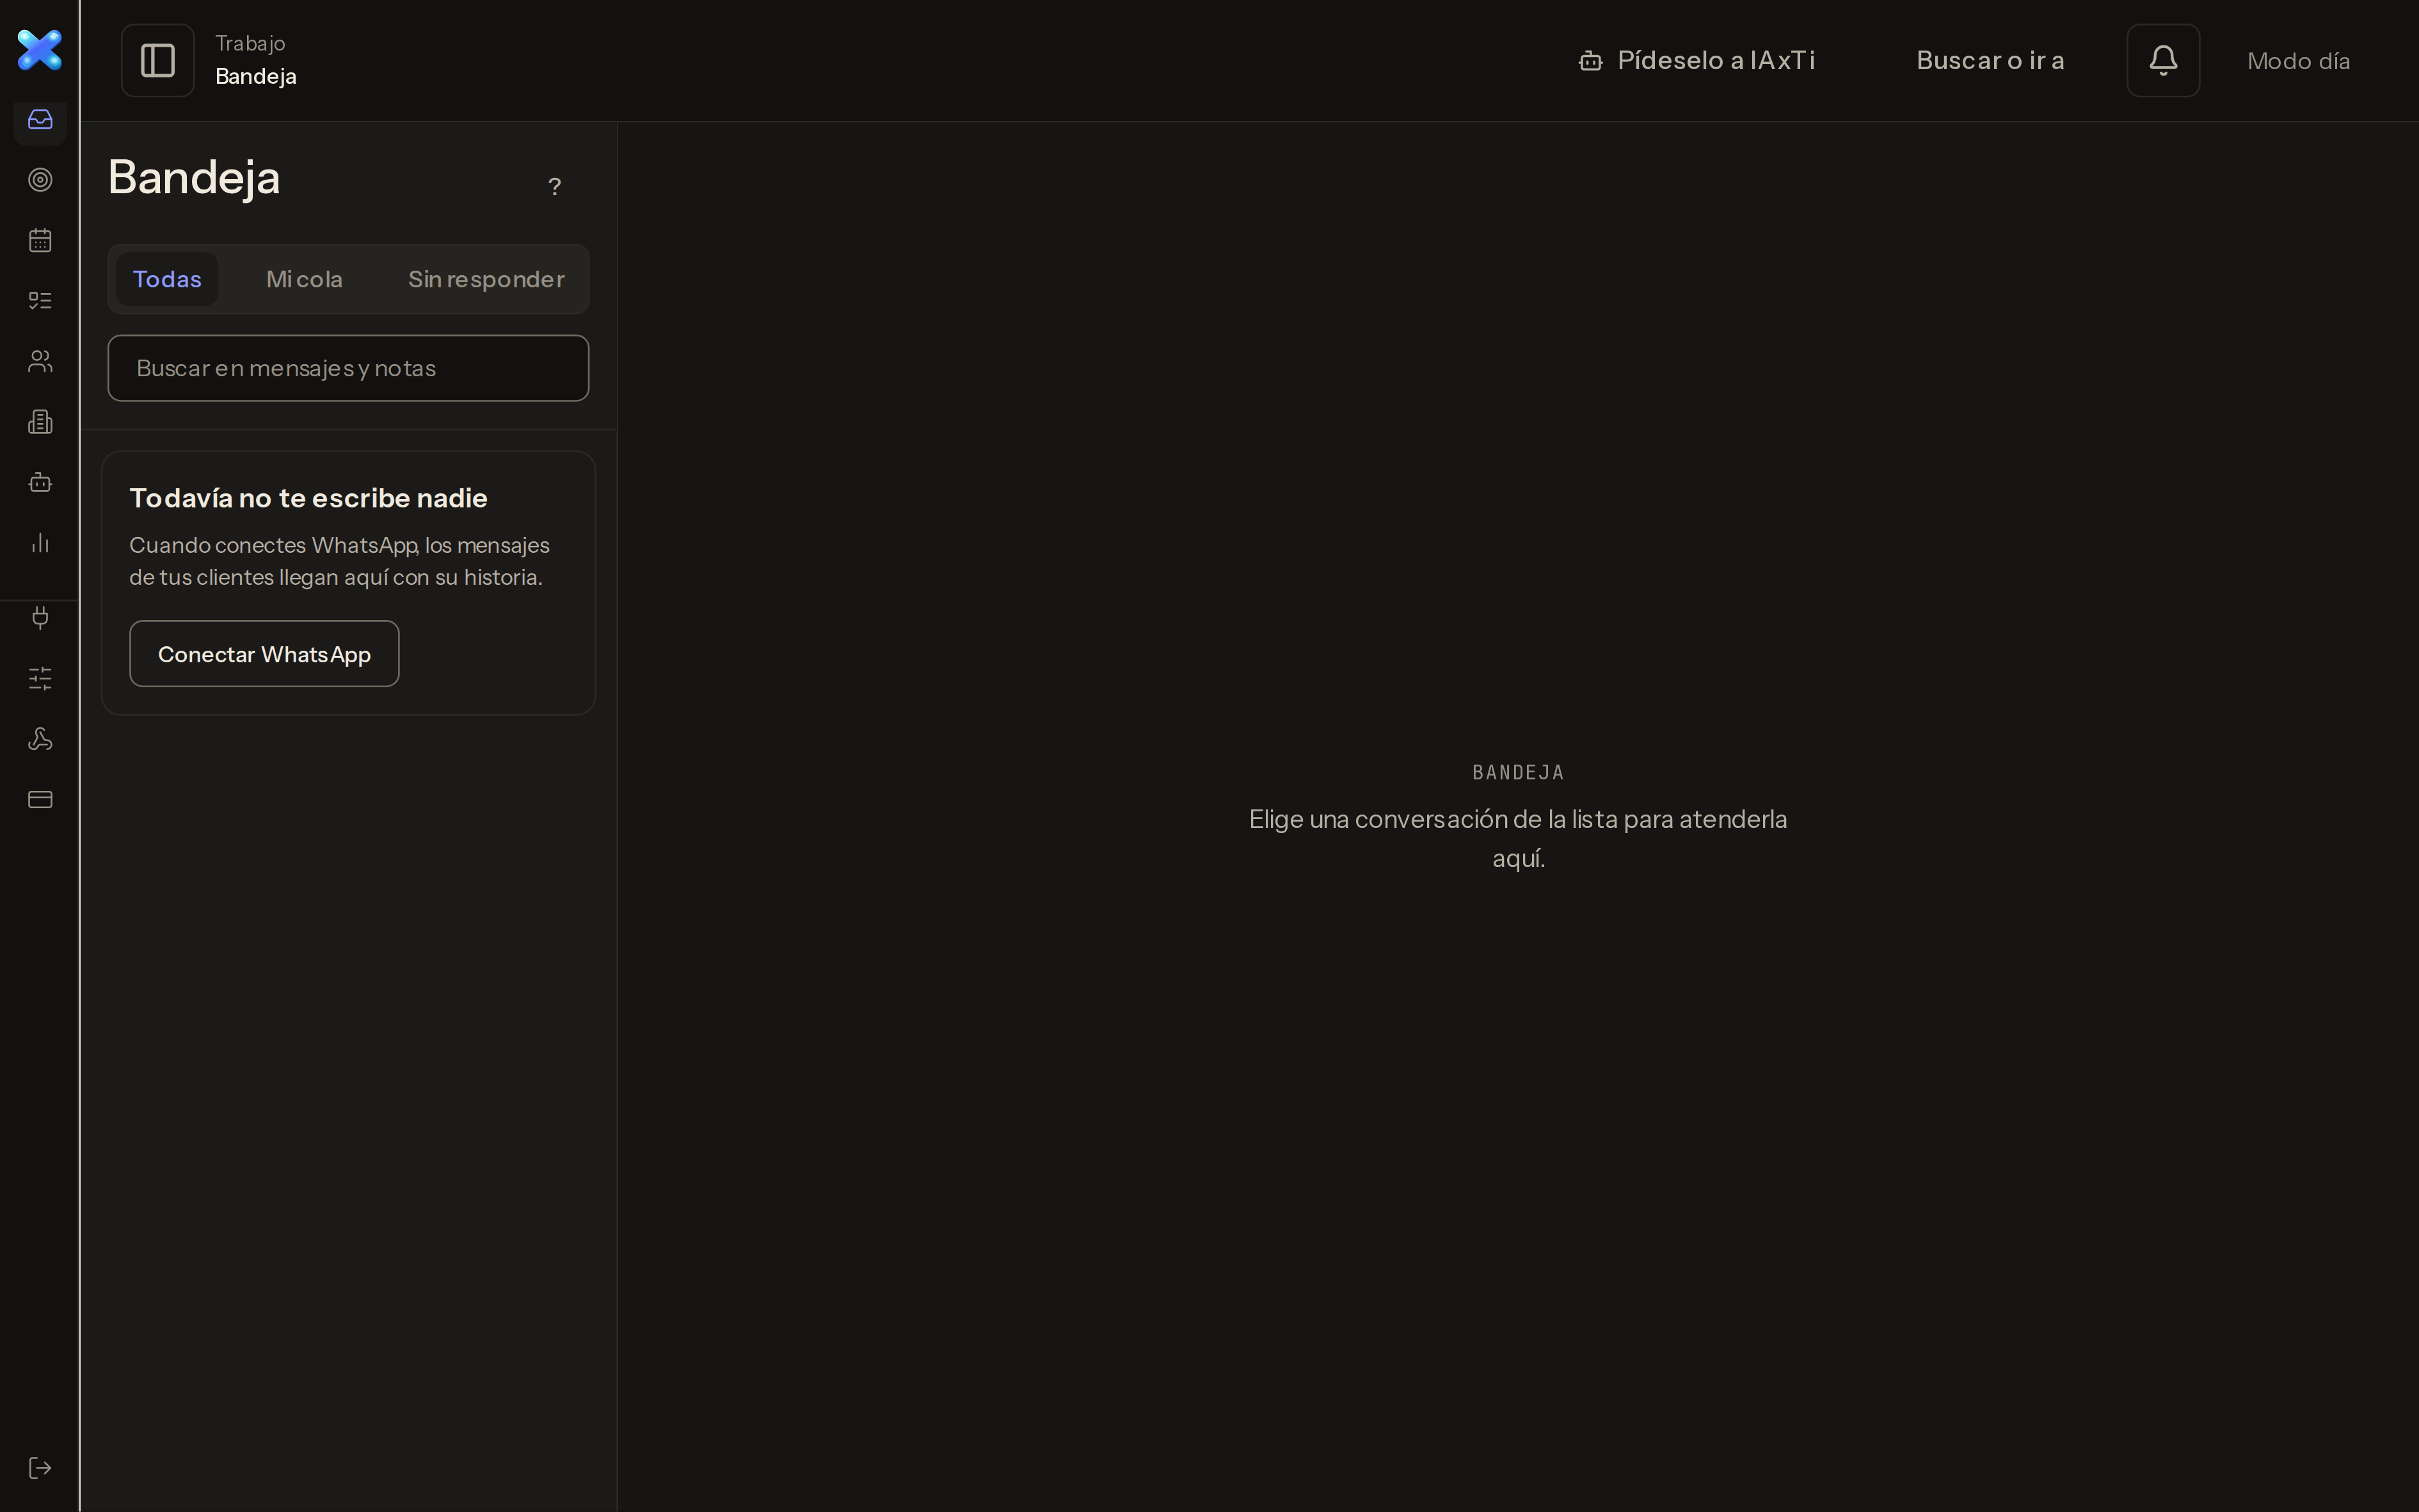 Trabajo
Bandeja
Pídeselo a IAxTi
Buscar o ir a
Modo día
Bandeja
?
Todas
Mi cola
Sin responder
Buscar en mensajes y notas
Todavía no te escribe nadie
Cuando conectes WhatsApp, los mensajes
de tus clientes llegan aquí con su historia.
Conectar WhatsApp
BANDEJA
Elige una conversación de la lista para atenderla
aquí.